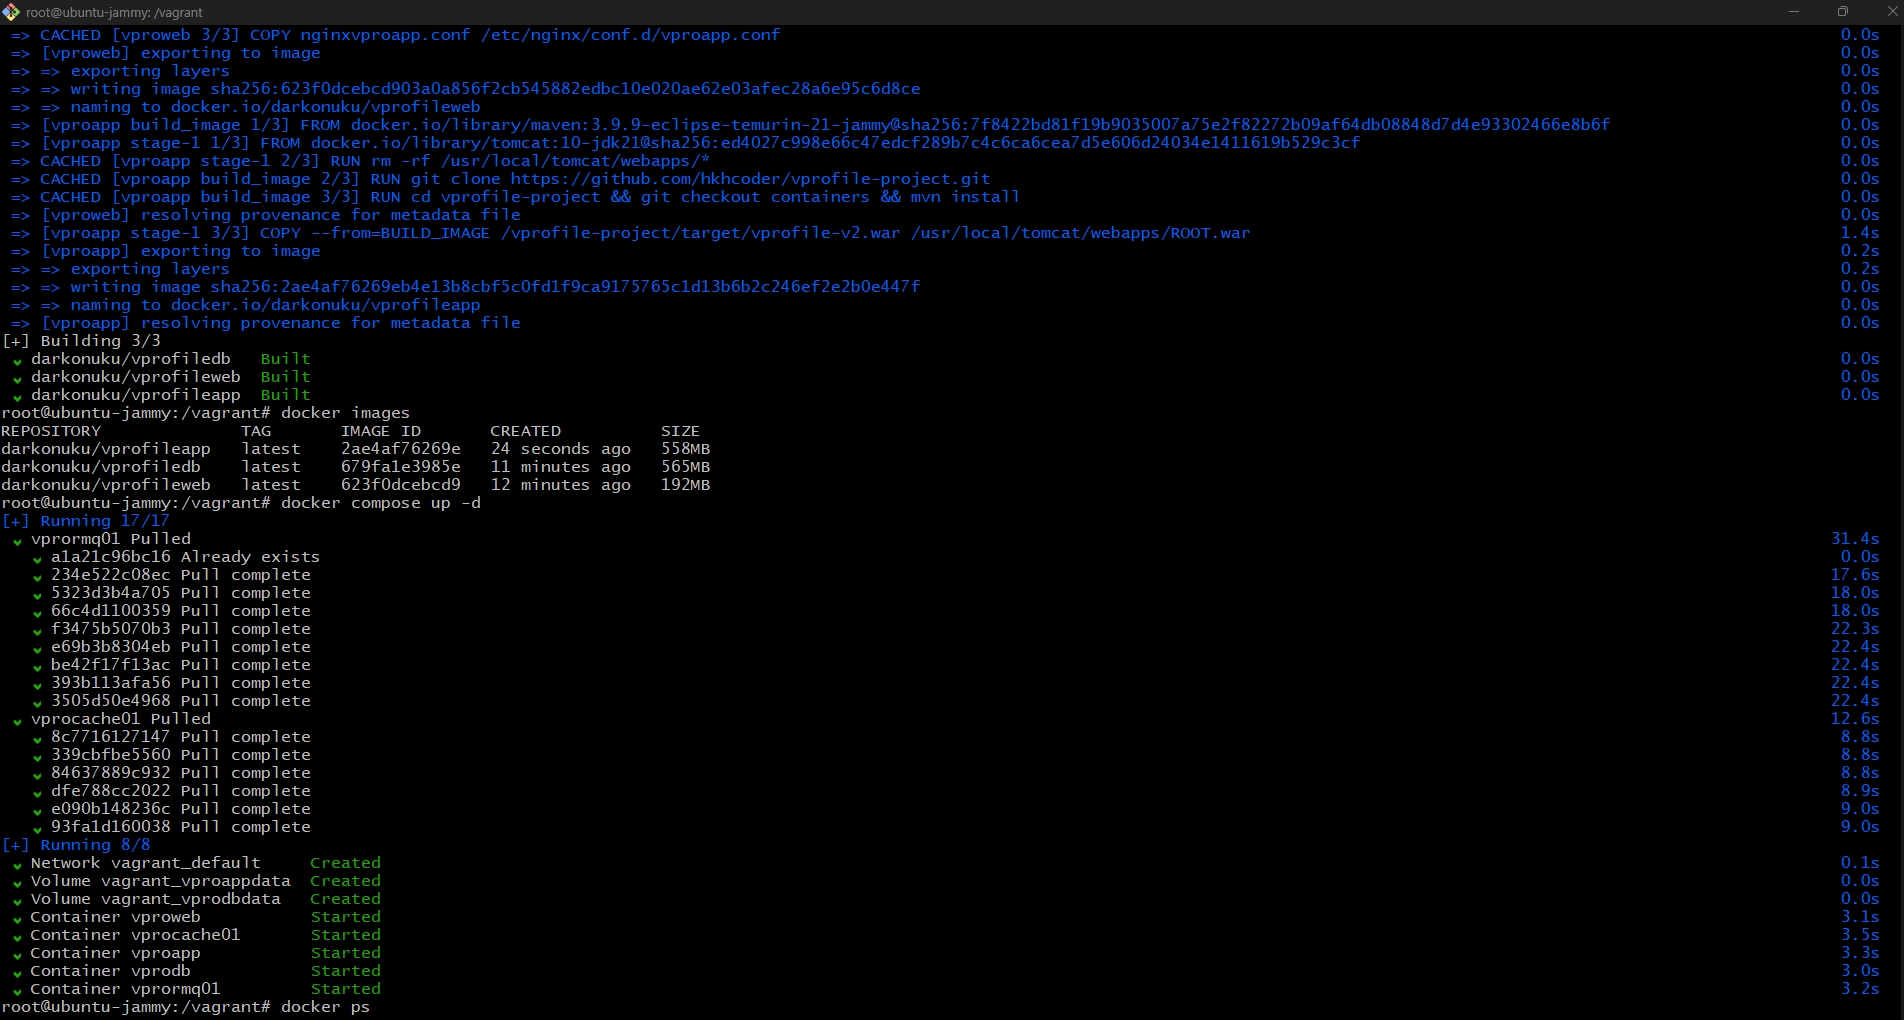 root@ubuntu-jammy: /vagrant
=> CACHED [vproweb 3/3] COPY nginxvproapp.conf /etc/nginx/conf.d/vproapp.conf 0.0s
=> [vproweb] exporting to image 0.0s
=> => exporting layers 0.0s
=> => writing image sha256:623f0dcebcd903a0a856f2cb545882edbc10e020ae62e03afec28a6e95c6d8ce 0.0s
=> => naming to docker.io/darkonuku/vprofileweb 0.0s
=> [vproapp build_image 1/3] FROM docker.io/library/maven:3.9.9-eclipse-temurin-21-jammy@sha256:7f8422bd81f19b9035007a75e2f82272b09af64db08848d7d4e93302466e8b6f 0.0s
=> [vproapp stage-1 1/3] FROM docker.io/library/tomcat:10-jdk21@sha256:ed4027c998e66c47edcf289b7c4c6ca6cea7d5e606d24034e1411619b529c3cf 0.0s
=> CACHED [vproapp stage-1 2/3] RUN rm -rf /usr/local/tomcat/webapps/* 0.0s
=> CACHED [vproapp build_image 2/3] RUN git clone https://github.com/hkhcoder/vprofile-project.git 0.0s
=> CACHED [vproapp build_image 3/3] RUN cd vprofile-project && git checkout containers && mvn install 0.0s
=> [vproweb] resolving provenance for metadata file 0.0s
=> [vproapp stage-1 3/3] COPY --from=BUILD_IMAGE /vprofile-project/target/vprofile-v2.war /usr/local/tomcat/webapps/ROOT.war 1.4s
=> [vproapp] exporting to image 0.2s
=> => exporting layers 0.2s
=> => writing image sha256:2ae4af76269eb4e13b8cbf5c0fd1f9ca9175765c1d13b6b2c246ef2e2b0e447f 0.0s
=> => naming to docker.io/darkonuku/vprofileapp 0.0s
=> [vproapp] resolving provenance for metadata file 0.0s
[+] Building 3/3
darkonuku/vprofiledb Built 0.0s
darkonuku/vprofileweb Built 0.0s
darkonuku/vprofileapp Built 0.0s
root@ubuntu-jammy:/vagrant# docker images
REPOSITORY TAG IMAGE ID CREATED SIZE
darkonuku/vprofileapp latest 2ae4af76269e 24 seconds ago 558MB
darkonuku/vprofiledb latest 679fa1e3985e 11 minutes ago 565MB
darkonuku/vprofileweb latest 623f0dcebcd9 12 minutes ago 192MB
root@ubuntu-jammy:/vagrant# docker compose up -d
[+] Running 17/17
vprormq01 Pulled 31.4s
a1a21c96bc16 Already exists 0.0s
234e522c08ec Pull complete 17.6s
5323d3b4a705 Pull complete 18.0s
66c4d1100359 Pull complete 18.0s
f3475b5070b3 Pull complete 22.3s
e69b3b8304eb Pull complete 22.4s
be42f17f13ac Pull complete 22.4s
393b113afa56 Pull complete 22.4s
3505d50e4968 Pull complete 22.4s
vprocache01 Pulled 12.6s
8c7716127147 Pull complete 8.8s
339cbfbe5560 Pull complete 8.8s
84637889c932 Pull complete 8.8s
dfe788cc2022 Pull complete 8.9s
e090b148236c Pull complete 9.0s
93fa1d160038 Pull complete 9.0s
[+] Running 8/8
Network vagrant_default Created 0.1s
Volume vagrant_vproappdata Created 0.0s
Volume vagrant_vprodbdata Created 0.0s
Container vproweb Started 3.1s
Container vprocache01 Started 3.5s
Container vproapp Started 3.3s
Container vprodb Started 3.0s
Container vprormq01 Started 3.2s
root@ubuntu-jammy:/vagrant# docker ps